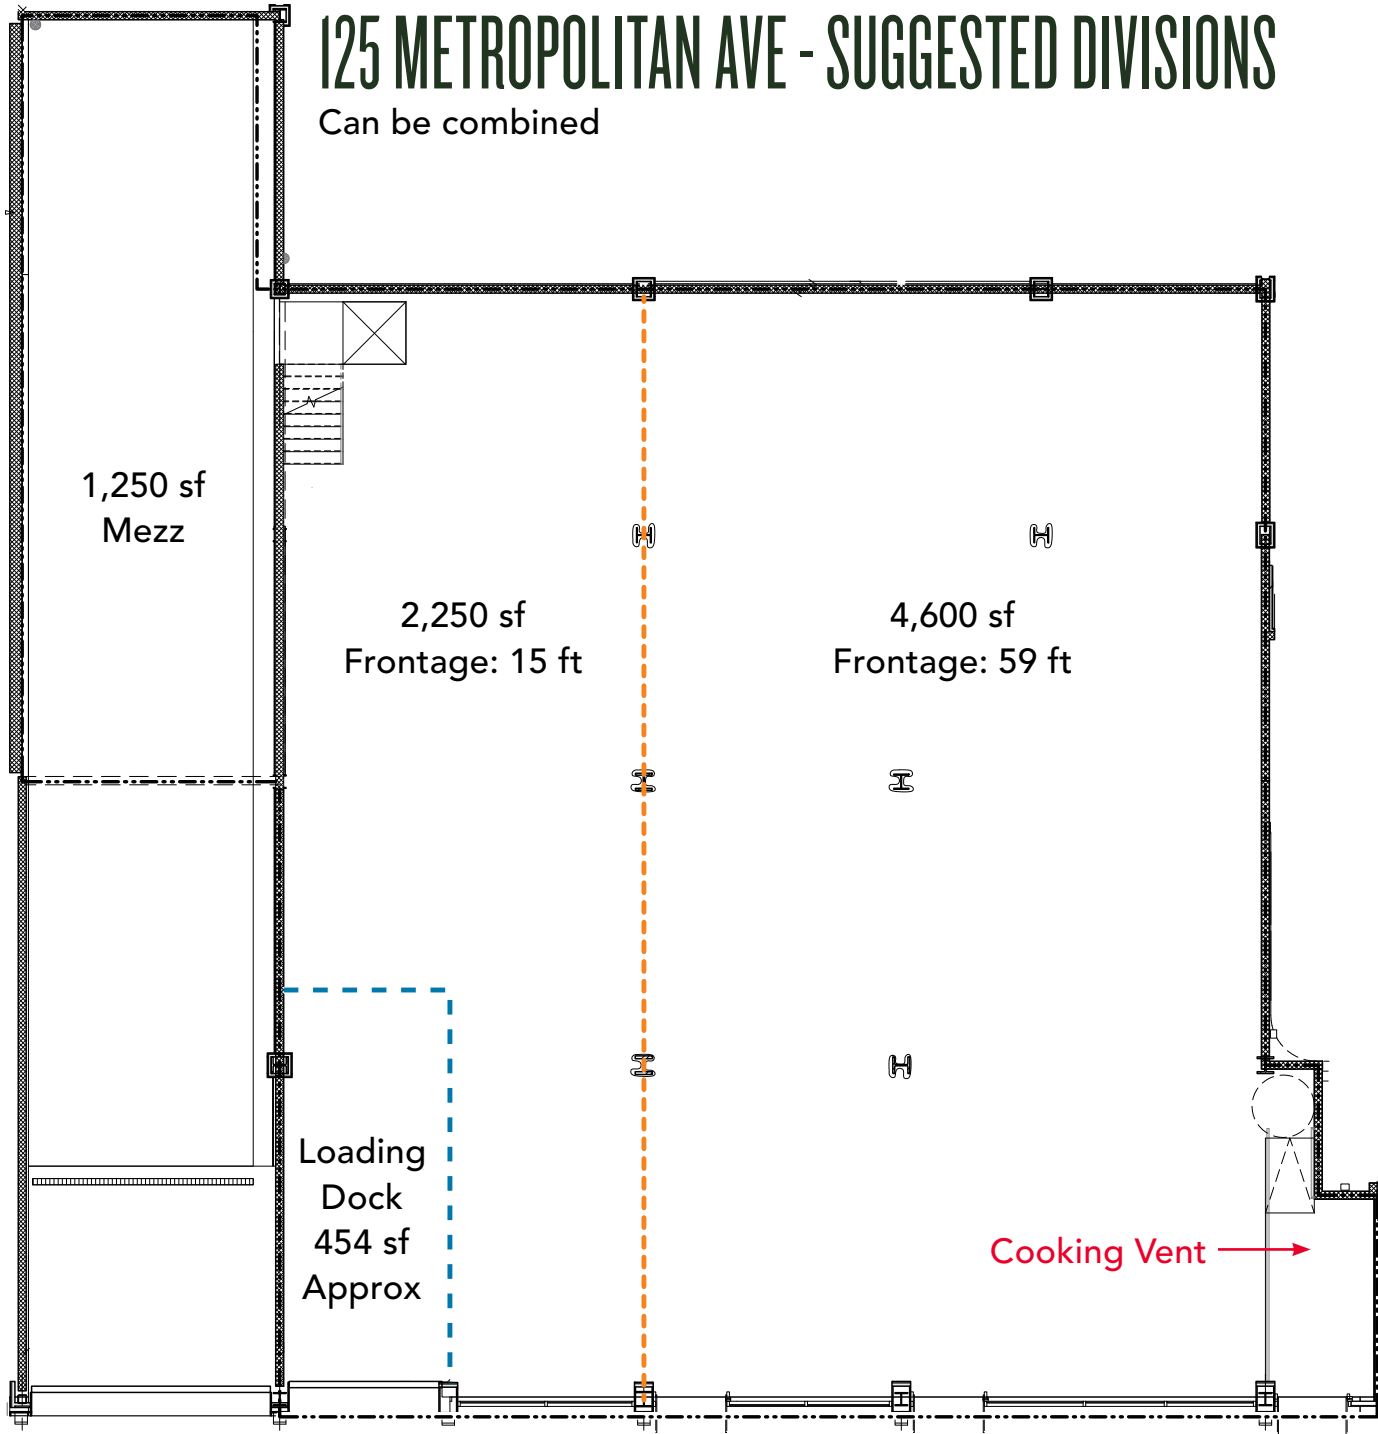 125 METROPOLITAN AVE - SUGGESTED DIVISIONS
Can be combined
1,250 sf
Mezz
2,250 sf
Frontage: 15 ft
4,600 sf
Frontage: 59 ft
Loading
Dock
454 sf
Approx
Cooking Vent